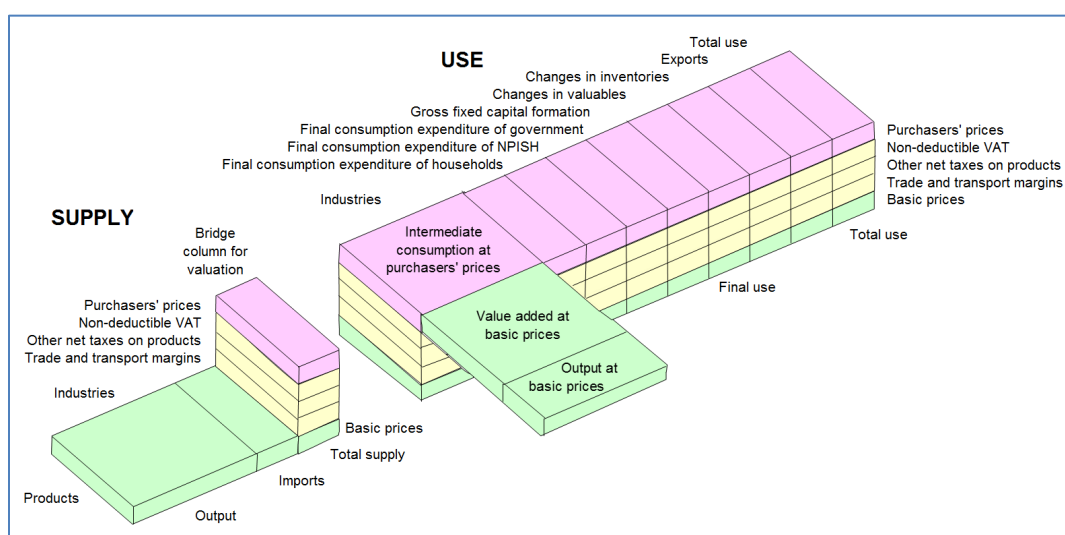 USE
Total use
Exports
Changes in inventories
Changes in valuables
Gross fixed capital formation
Final consumption expenditure of government
Final consumption expenditure of NPISH
Final consumption expenditure of households
Industries
Purchasers' prices
Non-deductible VAT
Other net taxes on products
Trade and transport margins
Basic prices
Total use
Final use
Intermediate
consumption at
purchasers' prices
Value added at
basic prices
Output at
basic prices
SUPPLY
Bridge
column for
valuation
Purchasers' prices
Non-deductible VAT
Other net taxes on products
Trade and transport margins
Industries
Basic prices
Total supply
Imports
Products
Output